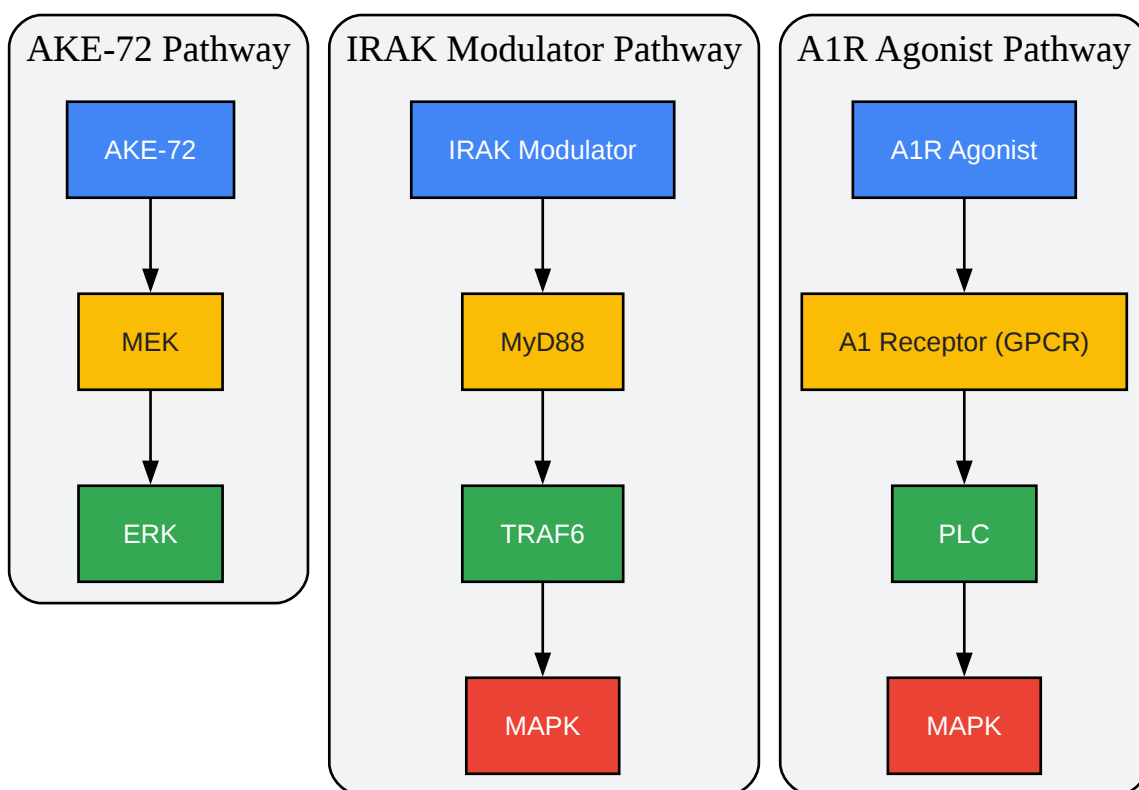 AKE-72 Pathway
AKE-72
MEK
ERK
IRAK Modulator Pathway
IRAK Modulator
MyD88
TRAF6
MAPK
A1R Agonist Pathway
A1R Agonist
A1 Receptor (GPCR)
PLC
MAPK